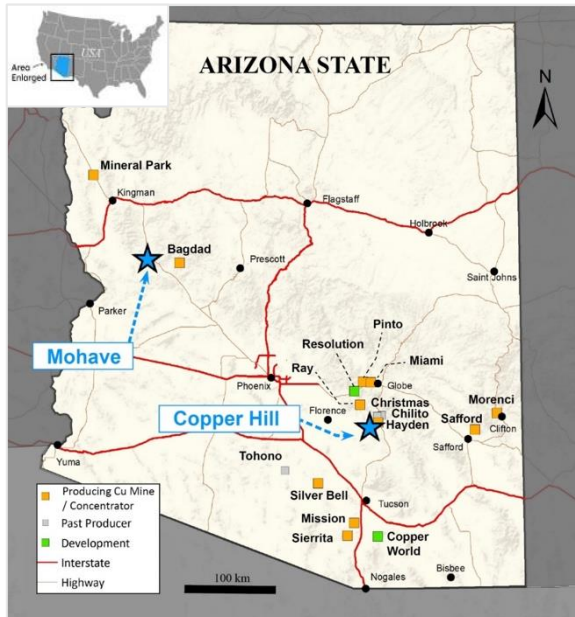 USA
Area
Enlarged
ARIZONA STATE
N
Mineral Park
Kingman
Flagstaff
Holbrook
Bagdad
Prescott
Saint Johns
Parker
Mohave
Pinto
Resolution
Miami
Ray
Phoenix
Globe
Christmas
Morenci
Copper Hill
Florence
Chilito
Hayden
Safford
Clifton
Yuma
Safford
Tohono
Silver Bell
Tucson
Mission
Sierrita
Copper
World
Bisbee
Nogales
Producing Cu Mine
/ Concentrator
Past Producer
Development
Interstate
Highway
100 km